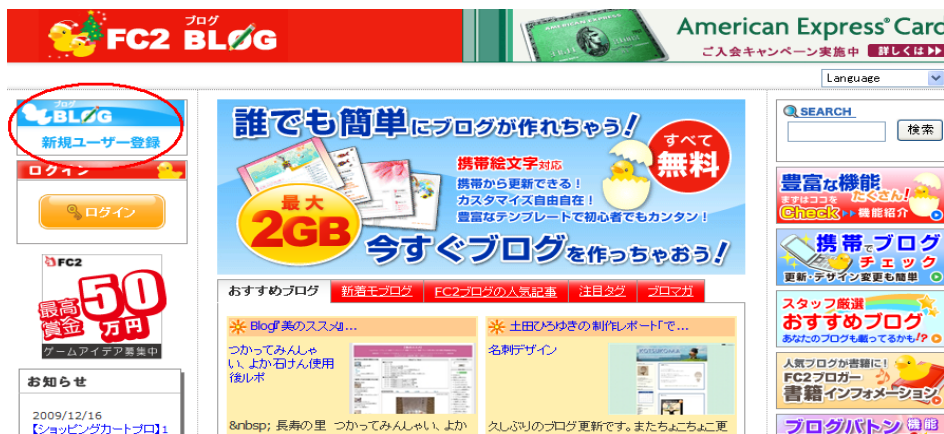 ブログ
FC2 BLOG
AMERICAN EXPRESS
American Express® Card
ご入会キャンペーン実施中 詳しくは▶▶
Language
ブログ
BLOG
新規ユーザー登録
ログイン
ログイン
FC2
最高
賞金
50
万円
ゲームアイデア募集中
お知らせ
2009/12/16
【ショッピングカートプロ】1
誰でも簡単にブログが作れちゃう!
すべて
無料
携帯絵文字対応
携帯から更新できる!
カスタマイズ自由自在!
豊富なテンプレートで初心者でもカンタン!
最大
2GB
今すぐブログを作っちゃおう!
おすすめブログ 新着モブログ FC2ブログの人気記事 注目タグ ブロマガ
Blog『美のススメ』...
つかってみんしゃ
い、よか石けん使用
後ルポ
&nbsp; 長寿の里 つかってみんしゃい、よか
土田ひろゆきの制作レポート「で...
名刺デザイン
久しぶりのブログ更新です。またちょこちょこ更
SEARCH
検索
豊富な機能
たくさん!
まずはココを
Check ▶▶ 機能紹介
携帯でブログ
チェック
更新・デザイン変更も簡単
スタッフ厳選
おすすめブログ
あなたのブログも載ってるかも!?
人気ブログが書籍に!
FC2ブロガー
書籍インフォメーション
ブログバトン 機能